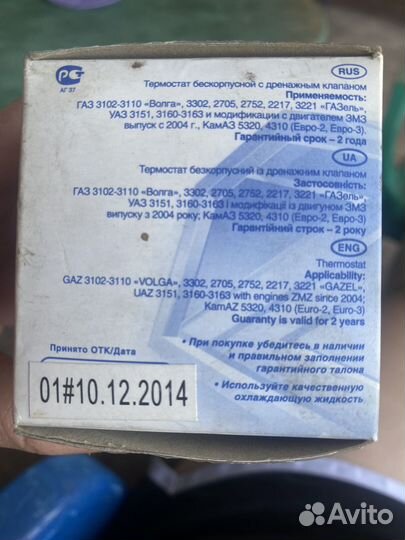 РС
АГ 37
RUS
Термостат бескорпусной с дренажным клапаном
Применяемость:
ГАЗ 3102-3110 «Волга», 3302, 2705, 2752, 2217, 3221 «ГАЗель»,
УАЗ 3151, 3160-3163 и модификации с двигателем ЗМЗ
выпуск с 2004 г., КамАЗ 5320, 4310 (Евро-2, Евро-3).
Гарантийный срок – 2 года
UA
Термостат безкорпусний із дренажним клапаном
Застосовність:
ГАЗ 3102-3110 «Волга», 3302, 2705, 2752, 2217, 3221 «ГАЗель»,
УАЗ 3151, 3160-3163 і модифікації із двигуном ЗМЗ
випуску з 2004 року; КамАЗ 5320, 4310 (Евро-2, Евро-3)
Гарантійний строк – 2 року
ENG
Thermostat
Applicability:
GAZ 3102-3110 «VOLGA», 3302, 2705, 2752, 2217, 3221 «GAZEL»,
UAZ 3151, 3160-3163 with engines ZMZ since 2004;
KamAZ 5320, 4310 (Euro-2, Euro-3)
Guaranty is valid for 2 years
Принято ОТК/Дата
01#10.12.2014
• При покупке убедитесь в наличии
и правильном заполнении
гарантийного талона
• Используйте качественную
охлаждающую жидкость
Avito